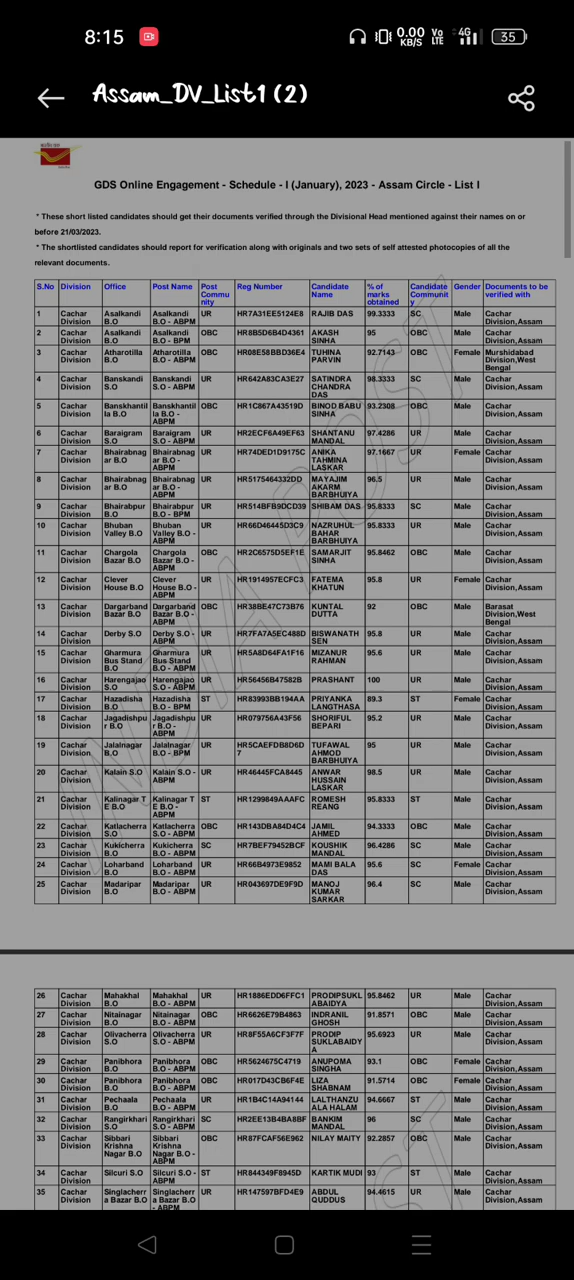 8:15
0.00 KB/S Vo LTE 4G 35
Assam_DV_List1 (2)
GDS Online Engagement - Schedule - I (January), 2023 - Assam Circle - List I
* These short listed candidates should get their documents verified through the Divisional Head mentioned against their names on or
before 21/03/2023.
* The shortlisted candidates should report for verification along with originals and two sets of self attested photocopies of all the
relevant documents.
S.No Division Office Post Name Post Community Reg Number Candidate Name % of marks obtained Candidate Community Gender Documents to be verified with
1 Cachar Division Asalkandi B.O Asalkandi B.O - ABPM UR HR7A31EE5124E8 RAJIB DAS 99.3333 SC Male Cachar Division,Assam
2 Cachar Division Asalkandi B.O Asalkandi B.O - BPM OBC HR8B5D6B4D4361 AKASH SINHA 95 OBC Male Cachar Division,Assam
3 Cachar Division Atharotilla B.O Atharotilla B.O - ABPM OBC HR08E58BBD36E4 TUHINA PARVIN 92.7143 OBC Female Murshidabad Division,West Bengal
4 Cachar Division Banskandi S.O Banskandi S.O - ABPM UR HR642A83CA3E27 SATINDRA CHANDRA DAS 98.3333 SC Male Cachar Division,Assam
5 Cachar Division Banskhantilla B.O Banskhantilla B.O - ABPM OBC HR1C867A43519D BINOD BABU SINHA 93.2308 OBC Male Cachar Division,Assam
6 Cachar Division Baraigram S.O Baraigram S.O - ABPM UR HR2ECF6A49EF63 SHANTANU MANDAL 97.4286 UR Male Cachar Division,Assam
7 Cachar Division Bhairabnagar B.O Bhairabnagar B.O - ABPM UR HR74DED1D9175C ANIKA TAHMINA LASKAR 97.1667 UR Female Cachar Division,Assam
8 Cachar Division Bhairabnagar B.O Bhairabnagar B.O - ABPM UR HR5175464332DD MAYAJIM AKARM BARBHUIYA 96.5 UR Male Cachar Division,Assam
9 Cachar Division Bhairabpur B.O Bhairabpur B.O - BPM UR HR514BFB9DCD39 SHIBAM DAS 95.8333 SC Male Cachar Division,Assam
10 Cachar Division Bhuban Valley B.O Bhuban Valley B.O - ABPM UR HR66D46445D3C9 NAZRUHUL BAHAR BARBHUIYA 95.8333 UR Male Cachar Division,Assam
11 Cachar Division Chargola Bazar B.O Chargola Bazar B.O - ABPM OBC HR2C6575D5EF1E SAMARJIT SINHA 95.8462 OBC Male Cachar Division,Assam
12 Cachar Division Clever House B.O Clever House B.O - ABPM UR HR1914957ECFC3 FATEMA KHATUN 95.8 UR Female Cachar Division,Assam
13 Cachar Division Dargarband Bazar B.O Dargarband Bazar B.O - ABPM OBC HR38BE47C73B76 KUNTAL DUTTA 92 OBC Male Barasat Division,West Bengal
14 Cachar Division Derby S.O Derby S.O - ABPM UR HR7FA7A5EC488D BISWANATH SEN 95.8 UR Male Cachar Division,Assam
15 Cachar Division Gharmura Bus Stand B.O Gharmura Bus Stand B.O - ABPM UR HR5A8D64FA1F16 MIZANUR RAHMAN 95.6 UR Male Cachar Division,Assam
16 Cachar Division Harengajao S.O Harengajao S.O - ABPM UR HR56456B47582B PRASHANT 100 UR Male Cachar Division,Assam
17 Cachar Division Hazadisha B.O Hazadisha B.O - BPM ST HR83993BB194AA PRIYANKA LANGTHASA 89.3 ST Female Cachar Division,Assam
18 Cachar Division Jagadishpur B.O Jagadishpur B.O - ABPM UR HR079756A43F56 SHORIFUL BEPARI 95.2 UR Male Cachar Division,Assam
19 Cachar Division Jalalnagar B.O Jalalnagar B.O - BPM UR HR5CAEFDB8D6D7 TUFAWAL AHMOD BARBHUIYA 95 UR Male Cachar Division,Assam
20 Cachar Division Kalain S.O Kalain S.O - ABPM UR HR46445FCA8445 ANWAR HUSSAIN LASKAR 98.5 UR Male Cachar Division,Assam
21 Cachar Division Kalinagar T E B.O Kalinagar T E B.O - ABPM ST HR1299849AAAFC ROMESH REANG 95.8333 ST Male Cachar Division,Assam
22 Cachar Division Katlacherra S.O Katlacherra S.O - ABPM OBC HR143DBA84D4C4 JAMIL AHMED 94.3333 OBC Male Cachar Division,Assam
23 Cachar Division Kukicherra B.O Kukicherra B.O - ABPM SC HR7BEF79452BCF KOUSHIK MANDAL 96.4286 SC Male Cachar Division,Assam
24 Cachar Division Loharband B.O Loharband B.O - ABPM UR HR66B4973E9852 MAMI BALA DAS 95.6 SC Female Cachar Division,Assam
25 Cachar Division Madaripar B.O Madaripar B.O - ABPM UR HR043697DE9F9D MANOJ KUMAR SARKAR 96.4 SC Male Cachar Division,Assam
26 Cachar Division Mahakhal B.O Mahakhal B.O - ABPM UR HR1886EDD6FFC1 PRODIPSUKLABAIDYA 95.8462 UR Male Cachar Division,Assam
27 Cachar Division Nitainagar B.O Nitainagar B.O - ABPM OBC HR6626E79B4863 INDRANIL GHOSH 91.8571 OBC Male Cachar Division,Assam
28 Cachar Division Olivacherra S.O Olivacherra S.O - ABPM UR HR8F55A6CF3F7F PRODIP SUKLABAIDYA 95.6923 UR Male Cachar Division,Assam
29 Cachar Division Panibhora B.O Panibhora B.O - ABPM OBC HR5624675C4719 ANUPOMA SINGHA 93.1 OBC Female Cachar Division,Assam
30 Cachar Division Panibhora B.O Panibhora B.O - ABPM OBC HR017D43CB6F4E LIZA SHABNAM 91.5714 OBC Female Cachar Division,Assam
31 Cachar Division Pechaala B.O Pechaala B.O - ABPM UR HR1B4C14A94144 LALTHANZUALA HALAM 94.6667 ST Male Cachar Division,Assam
32 Cachar Division Rangirkhari S.O Rangirkhari S.O - ABPM SC HR2EE13B4BA8BF BANKIM MANDAL 96 SC Male Cachar Division,Assam
33 Cachar Division Sibbari Krishna Nagar B.O Sibbari Krishna Nagar B.O - ABPM OBC HR87FCAF56E962 NILAY MAITY 92.2857 OBC Male Cachar Division,Assam
34 Cachar Division Silcuri S.O Silcuri S.O - ABPM ST HR844349F8945D KARTIK MUDI 93 ST Male Cachar Division,Assam
35 Cachar Division Singlacherra Bazar B.O Singlacherra Bazar B.O - ABPM UR HR147597BFD4E9 ABDUL QUDDUS 94.4615 UR Male Cachar Division,Assam